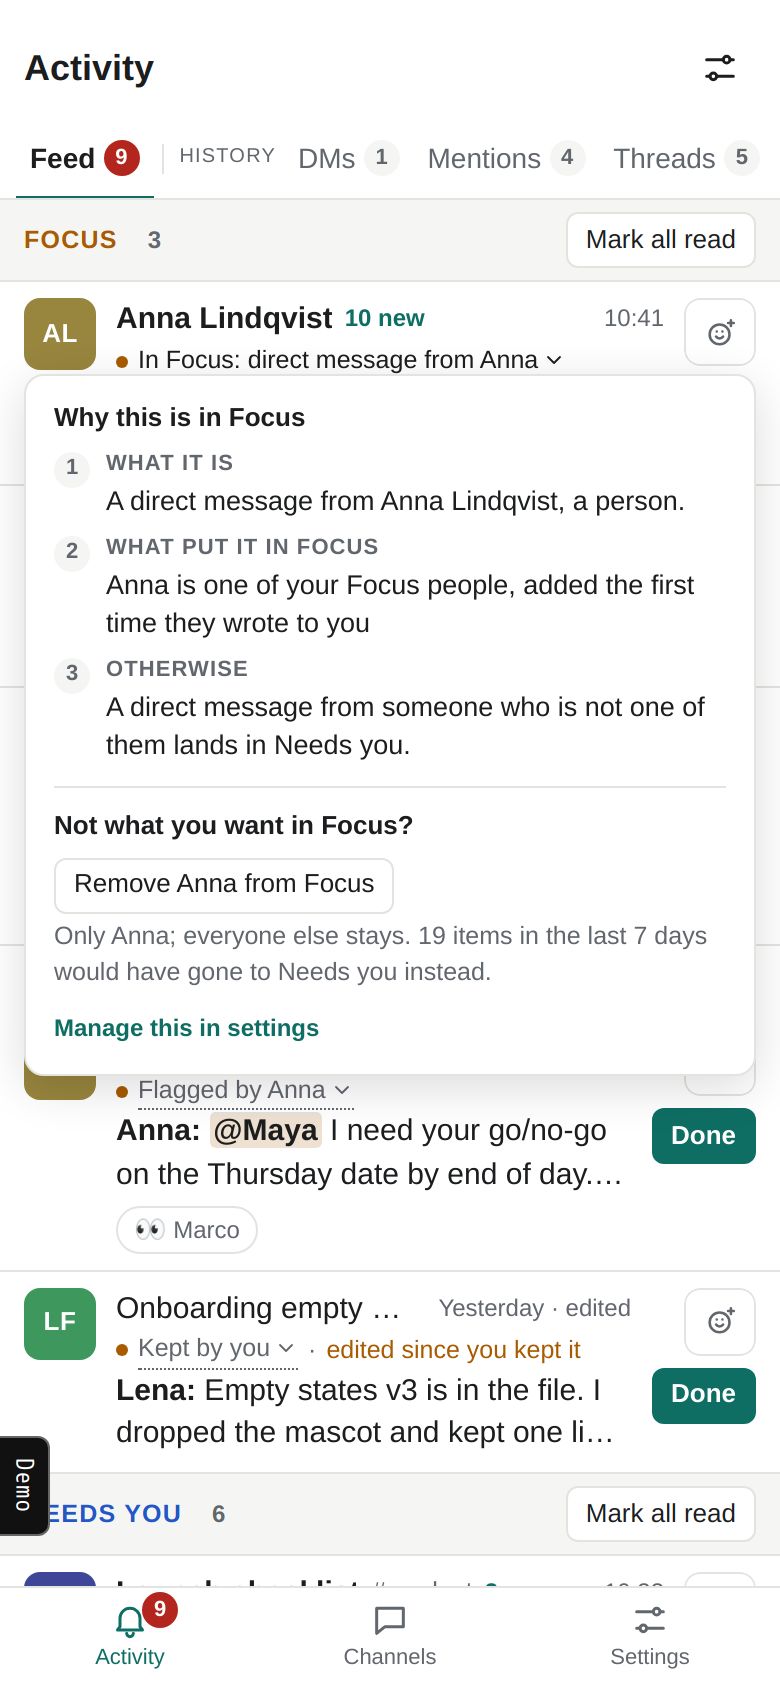 Activity
Feed 9 HISTORY DMs 1 Mentions 4 Threads 5
FOCUS 3 Mark all read
AL Anna Lindqvist 10 new 10:41
In Focus: direct message from Anna
Why this is in Focus
1 WHAT IT IS
A direct message from Anna Lindqvist, a person.
2 WHAT PUT IT IN FOCUS
Anna is one of your Focus people, added the first
time they wrote to you
3 OTHERWISE
A direct message from someone who is not one of
them lands in Needs you.
Not what you want in Focus?
Remove Anna from Focus
Only Anna; everyone else stays. 19 items in the last 7 days
would have gone to Needs you instead.
Manage this in settings
Flagged by Anna
Anna: @Maya I need your go/no-go
on the Thursday date by end of day.…
Done
👀 Marco
LF Onboarding empty … Yesterday · edited
Kept by you · edited since you kept it
Lena: Empty states v3 is in the file. I
dropped the mascot and kept one li…
Done
Demo
EEDS YOU 6 Mark all read
9
Activity Channels Settings